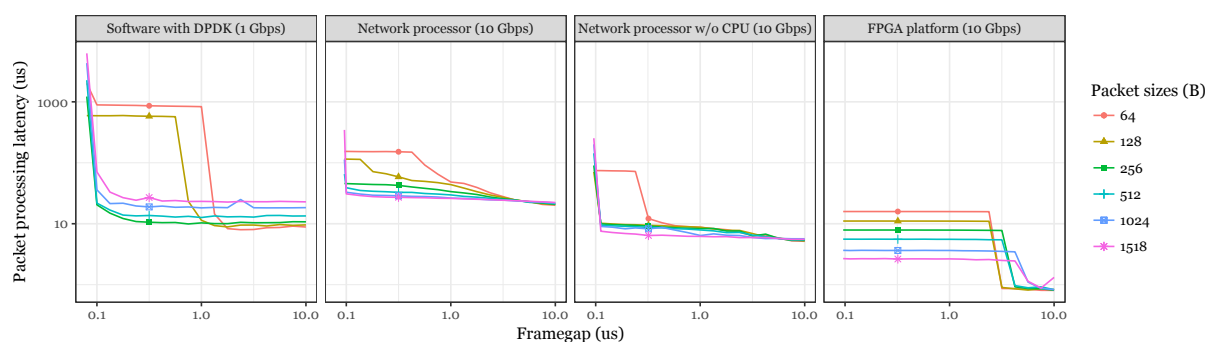 Software with DPDK (1 Gbps)
Network processor (10 Gbps)
Network processor w/o CPU (10 Gbps)
FPGA platform (10 Gbps)
Packet processing latency (us)
1000
10
0.1
1.0
10.0
0.1
1.0
10.0
0.1
1.0
10.0
0.1
1.0
10.0
Framegap (us)
Packet sizes (B)
64
128
256
512
1024
1518